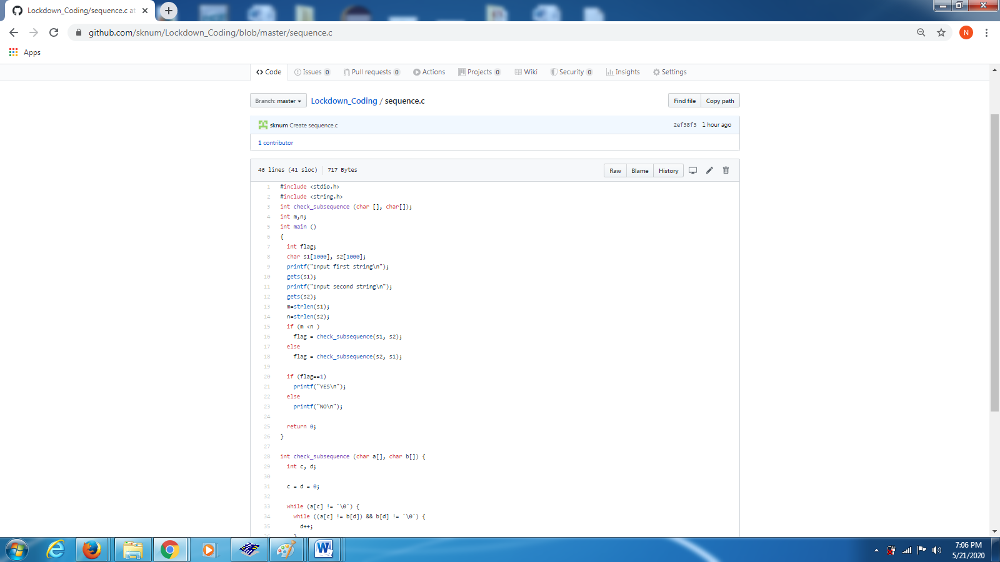 Lockdown_Coding/sequence.c at
github.com/sknum/Lockdown_Coding/blob/master/sequence.c
N
Apps
Code Issues 0 Pull requests 0 Actions Projects 0 Wiki Security 0 Insights Settings
Branch: master Lockdown_Coding / sequence.c Find file Copy path
sknum Create sequence.c 2ef38f3 1 hour ago
1 contributor
46 lines (41 sloc) 717 Bytes Raw Blame History
1 #include <stdio.h>
2 #include <string.h>
3 int check_subsequence (char [], char[]);
4 int m,n;
5 int main ()
6 {
7 int flag;
8 char s1[1000], s2[1000];
9 printf("Input first string\n");
10 gets(s1);
11 printf("Input second string\n");
12 gets(s2);
13 m=strlen(s1);
14 n=strlen(s2);
15 if (m <n )
16 flag = check_subsequence(s1, s2);
17 else
18 flag = check_subsequence(s2, s1);
19
20 if (flag==1)
21 printf("YES\n");
22 else
23 printf("NO\n");
24
25 return 0;
26 }
27
28 int check_subsequence (char a[], char b[]) {
29 int c, d;
30
31 c = d = 0;
32
33 while (a[c] != '\0') {
34 while ((a[c] != b[d]) && b[d] != '\0') {
35 d++;
36 }
7:06 PM
5/21/2020